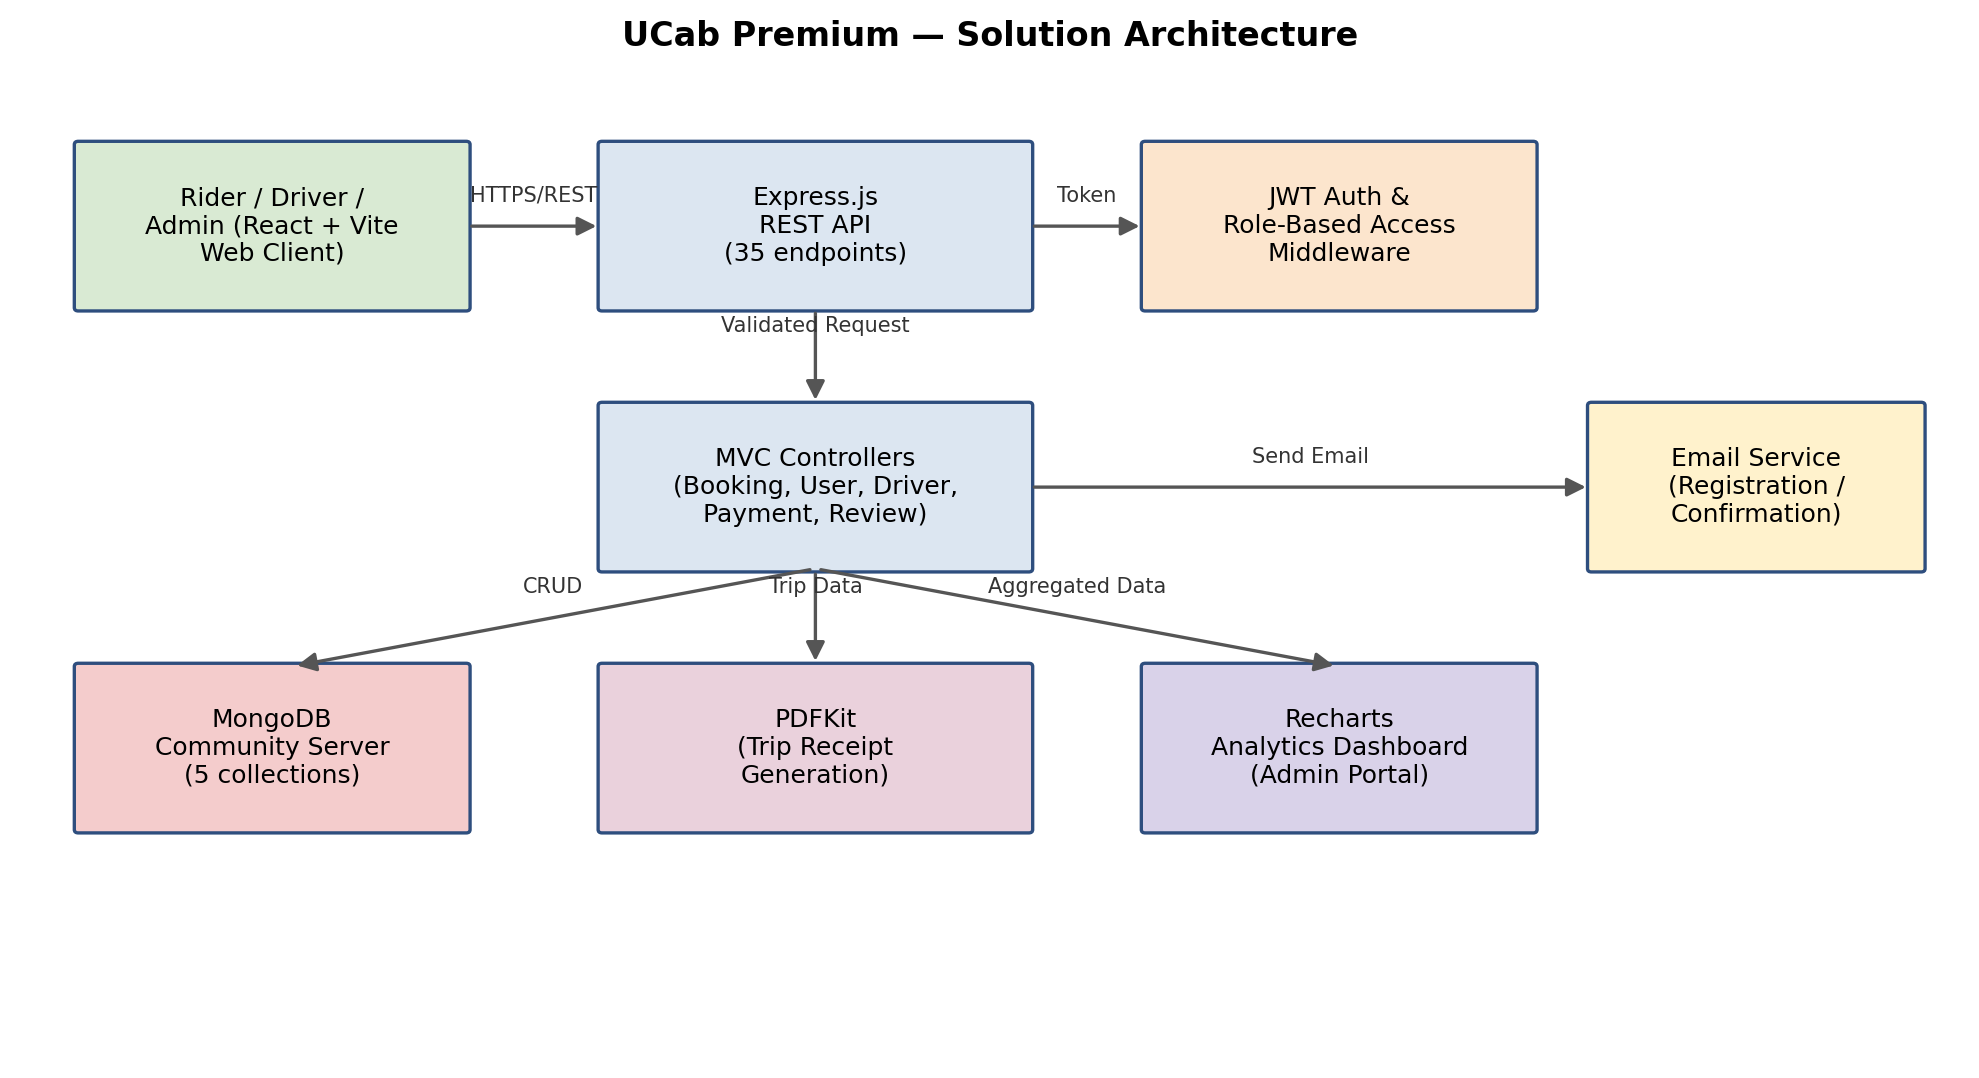 UCab Premium — Solution Architecture
Rider / Driver /
Admin (React + Vite
Web Client)
HTTPS/REST
Express.js
REST API
(35 endpoints)
Token
JWT Auth &
Role-Based Access
Middleware
Validated Request
MVC Controllers
(Booking, User, Driver,
Payment, Review)
Send Email
Email Service
(Registration /
Confirmation)
CRUD
Trip Data
Aggregated Data
MongoDB
Community Server
(5 collections)
PDFKit
(Trip Receipt
Generation)
Recharts
Analytics Dashboard
(Admin Portal)